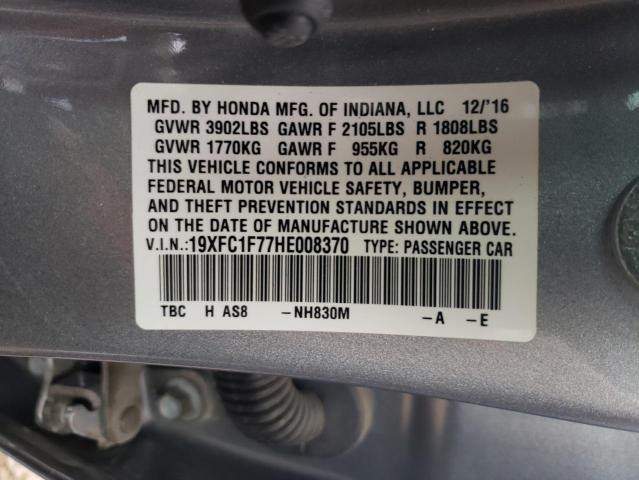 MFD. BY HONDA MFG. OF INDIANA, LLC 12/'16
GVWR 3902LBS GAWR F 2105LBS R 1808LBS
GVWR 1770KG GAWR F 955KG R 820KG
THIS VEHICLE CONFORMS TO ALL APPLICABLE
FEDERAL MOTOR VEHICLE SAFETY, BUMPER,
AND THEFT PREVENTION STANDARDS IN EFFECT
ON THE DATE OF MANUFACTURE SHOWN ABOVE.
V.I.N.:19XFC1F77HE008370 TYPE: PASSENGER CAR
TBC H AS8 -NH830M -A -E